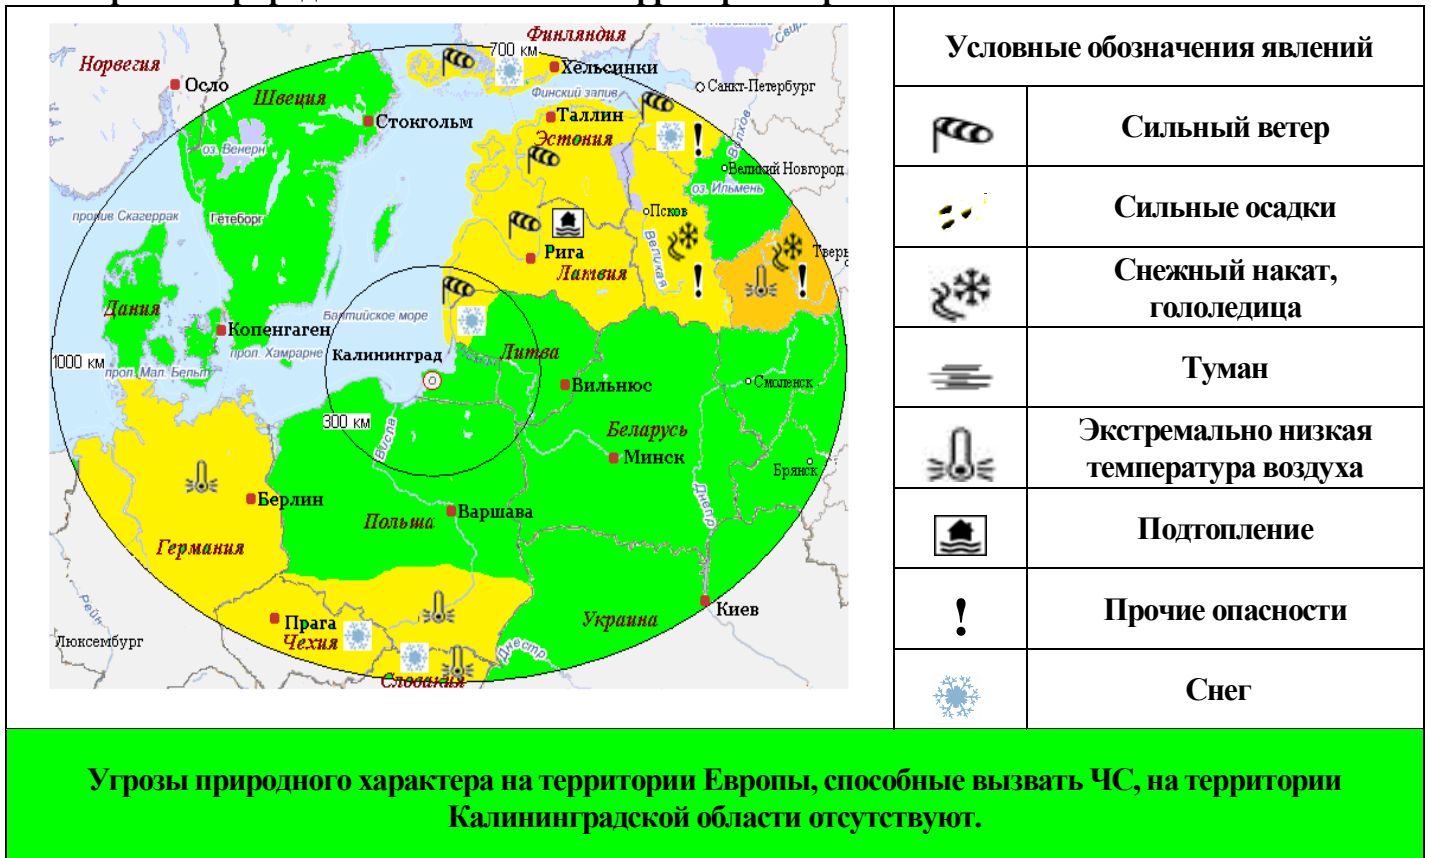 Финляндия
700 км
Норвегия
Хельсинки
Осло
Санкт-Петербург
Швеция
Финский залив
Стокгольм
Таллин
Эстония
Волхов
оз. Венерн
Великий Новгород
оз. Ильмень
пролив Скагеррак
Гетеборг
Псков
Великая
Рига
Тверь
Латвия
Дания
Балтийское море
Копенгаген
прол. Хамрарне
Калининград
Литва
1000 км
прол. Мал. Бельт
Вильнюс
Смоленск
300 км
Висла
Беларусь
Минск
Брянск
Днепр
Берлин
Варшава
Польша
Германия
Рейн
Прага
Чехия
Украина
Киев
Люксембург
Днестр
Словакия
Условные обозначения явлений
Сильный ветер
Сильные осадки
Снежный накат,
гололедица
Туман
Экстремально низкая
температура воздуха
Подтопление
Прочие опасности
Снег
Угрозы природного характера на территории Европы, способные вызвать ЧС, на территории
Калининградской области отсутствуют.